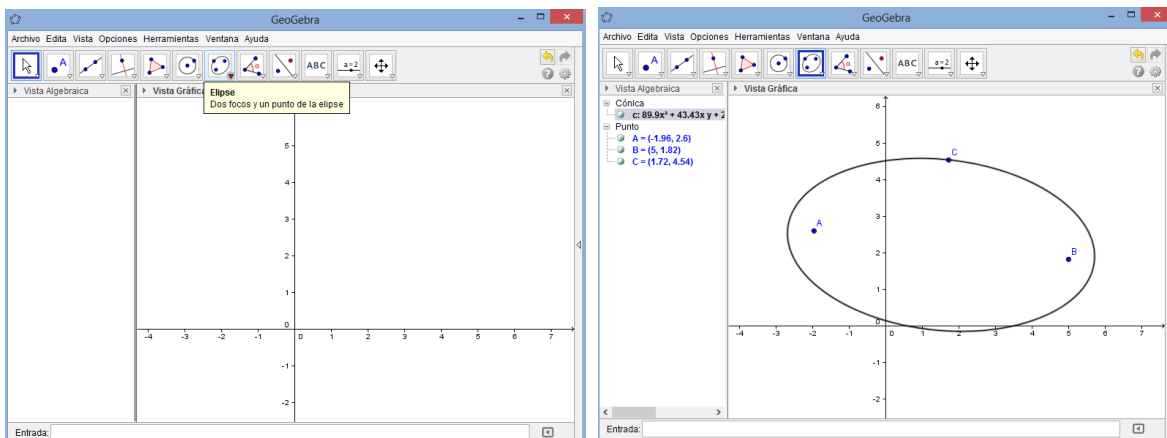 GeoGebra
Archivo Edita Vista Opciones Herramientas Ventana Ayuda
A
α
ABC
a=2
Vista Algebraica
Vista Gráfica
Elipse
Dos focos y un punto de la elipse
5
4
3
2
1
0
-1
-2
-4 -3 -2 -1 0 1 2 3 4 5 6 7
Entrada:
GeoGebra
Archivo Edita Vista Opciones Herramientas Ventana Ayuda
A
α
ABC
a=2
Vista Algebraica
Vista Gráfica
Cónica
c: 89.9x² + 43.43x y + 2
Punto
A = (-1.96, 2.6)
B = (5, 1.82)
C = (1.72, 4.54)
6
5
4
3
2
1
0
-1
-2
-4 -3 -2 -1 0 1 2 3 4 5 6 7
A
B
C
Entrada: